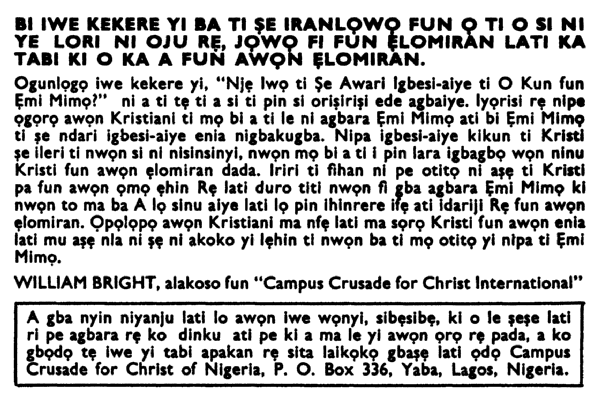 BI IWE KEKERE YI BA TI ṢE IRANLỌWỌ FUN Ọ TI O SI NI
YE LORI NI OJU RẸ, JỌWỌ FI FUN ẸLOMIRAN LATI KA
TABI KI O KA A FUN AWỌN ẸLOMIRAN.
Ogunlọgọ iwe kekere yi, “Njẹ Iwọ ti Ṣe Awari Igbesi-aiye ti O Kun fun
Ẹmi Mimọ?” ni a ti tẹ ti a si ti pin si oriṣiriṣi ede agbaiye. Iyọrisi rẹ nipe
ọgọrọ awọn Kristiani ti mọ bi a ti le ni agbara Ẹmi Mimọ ati bi Ẹmi Mimọ
ti ṣe ndari igbesi-aiye enia nigbakugba. Nipa igbesi-aiye kikun ti Kristi
ṣe ileri ti nwọn si ni nisinsinyi, nwọn mọ bi a ti i pin lara igbagbọ wọn ninu
Kristi fun awọn ẹlomiran dada. Iriri ti fihan ni pe otitọ ni aṣẹ ti Kristi
pa fun awọn ọmọ ẹhin Rẹ lati duro titi nwọn fi gba agbara Ẹmi Mimọ ki
nwọn to ma ba A lọ sinu aiye lati lọ pin ihinrere ifẹ ati idariji Rẹ fun awọn
ẹlomiran. Ọpọlọpọ awọn Kristiani ma nfẹ lati ma sọrọ Kristi fun awọn enia
lati mu aṣẹ nla ni ṣẹ ni akoko yi lẹhin ti nwọn ba ti mọ otitọ yi nipa ti Ẹmi
Mimọ.
WILLIAM BRIGHT, alakoso fun “Campus Crusade for Christ International”
A gba nyin niyanju lati lo awọn iwe wọnyi, sibẹsibẹ, ki o le ṣeṣe lati
ri pe agbara rẹ ko dinku ati pe ki a ma le yi awọn ọrọ rẹ pada, a ko
gbọdọ tẹ iwe yi tabi apakan rẹ sita laikọkọ gbaṣẹ lati ọdọ Campus
Crusade for Christ of Nigeria, P. O. Box 336, Yaba, Lagos, Nigeria.